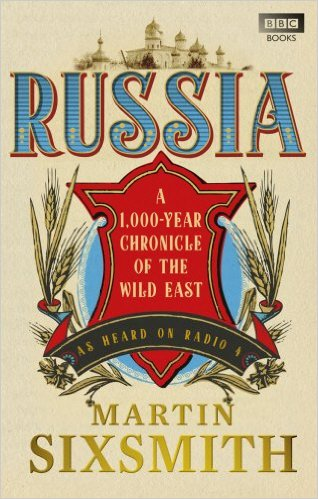 BBC
BOOKS
RUSSIA
A
1,000-YEAR
CHRONICLE
OF THE
WILD EAST
AS HEARD ON RADIO 4
MARTIN
SIXSMITH